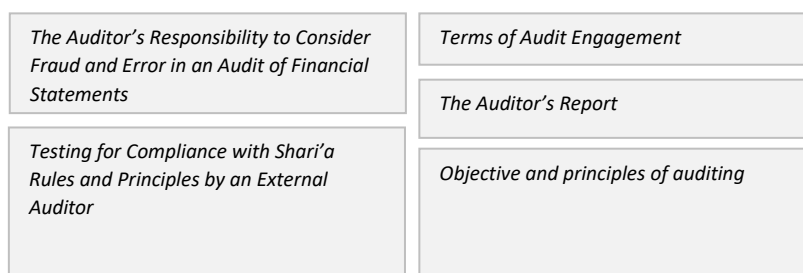 The Auditor’s Responsibility to Consider
Fraud and Error in an Audit of Financial
Statements
Testing for Compliance with Shari’a
Rules and Principles by an External
Auditor
Terms of Audit Engagement
The Auditor’s Report
Objective and principles of auditing